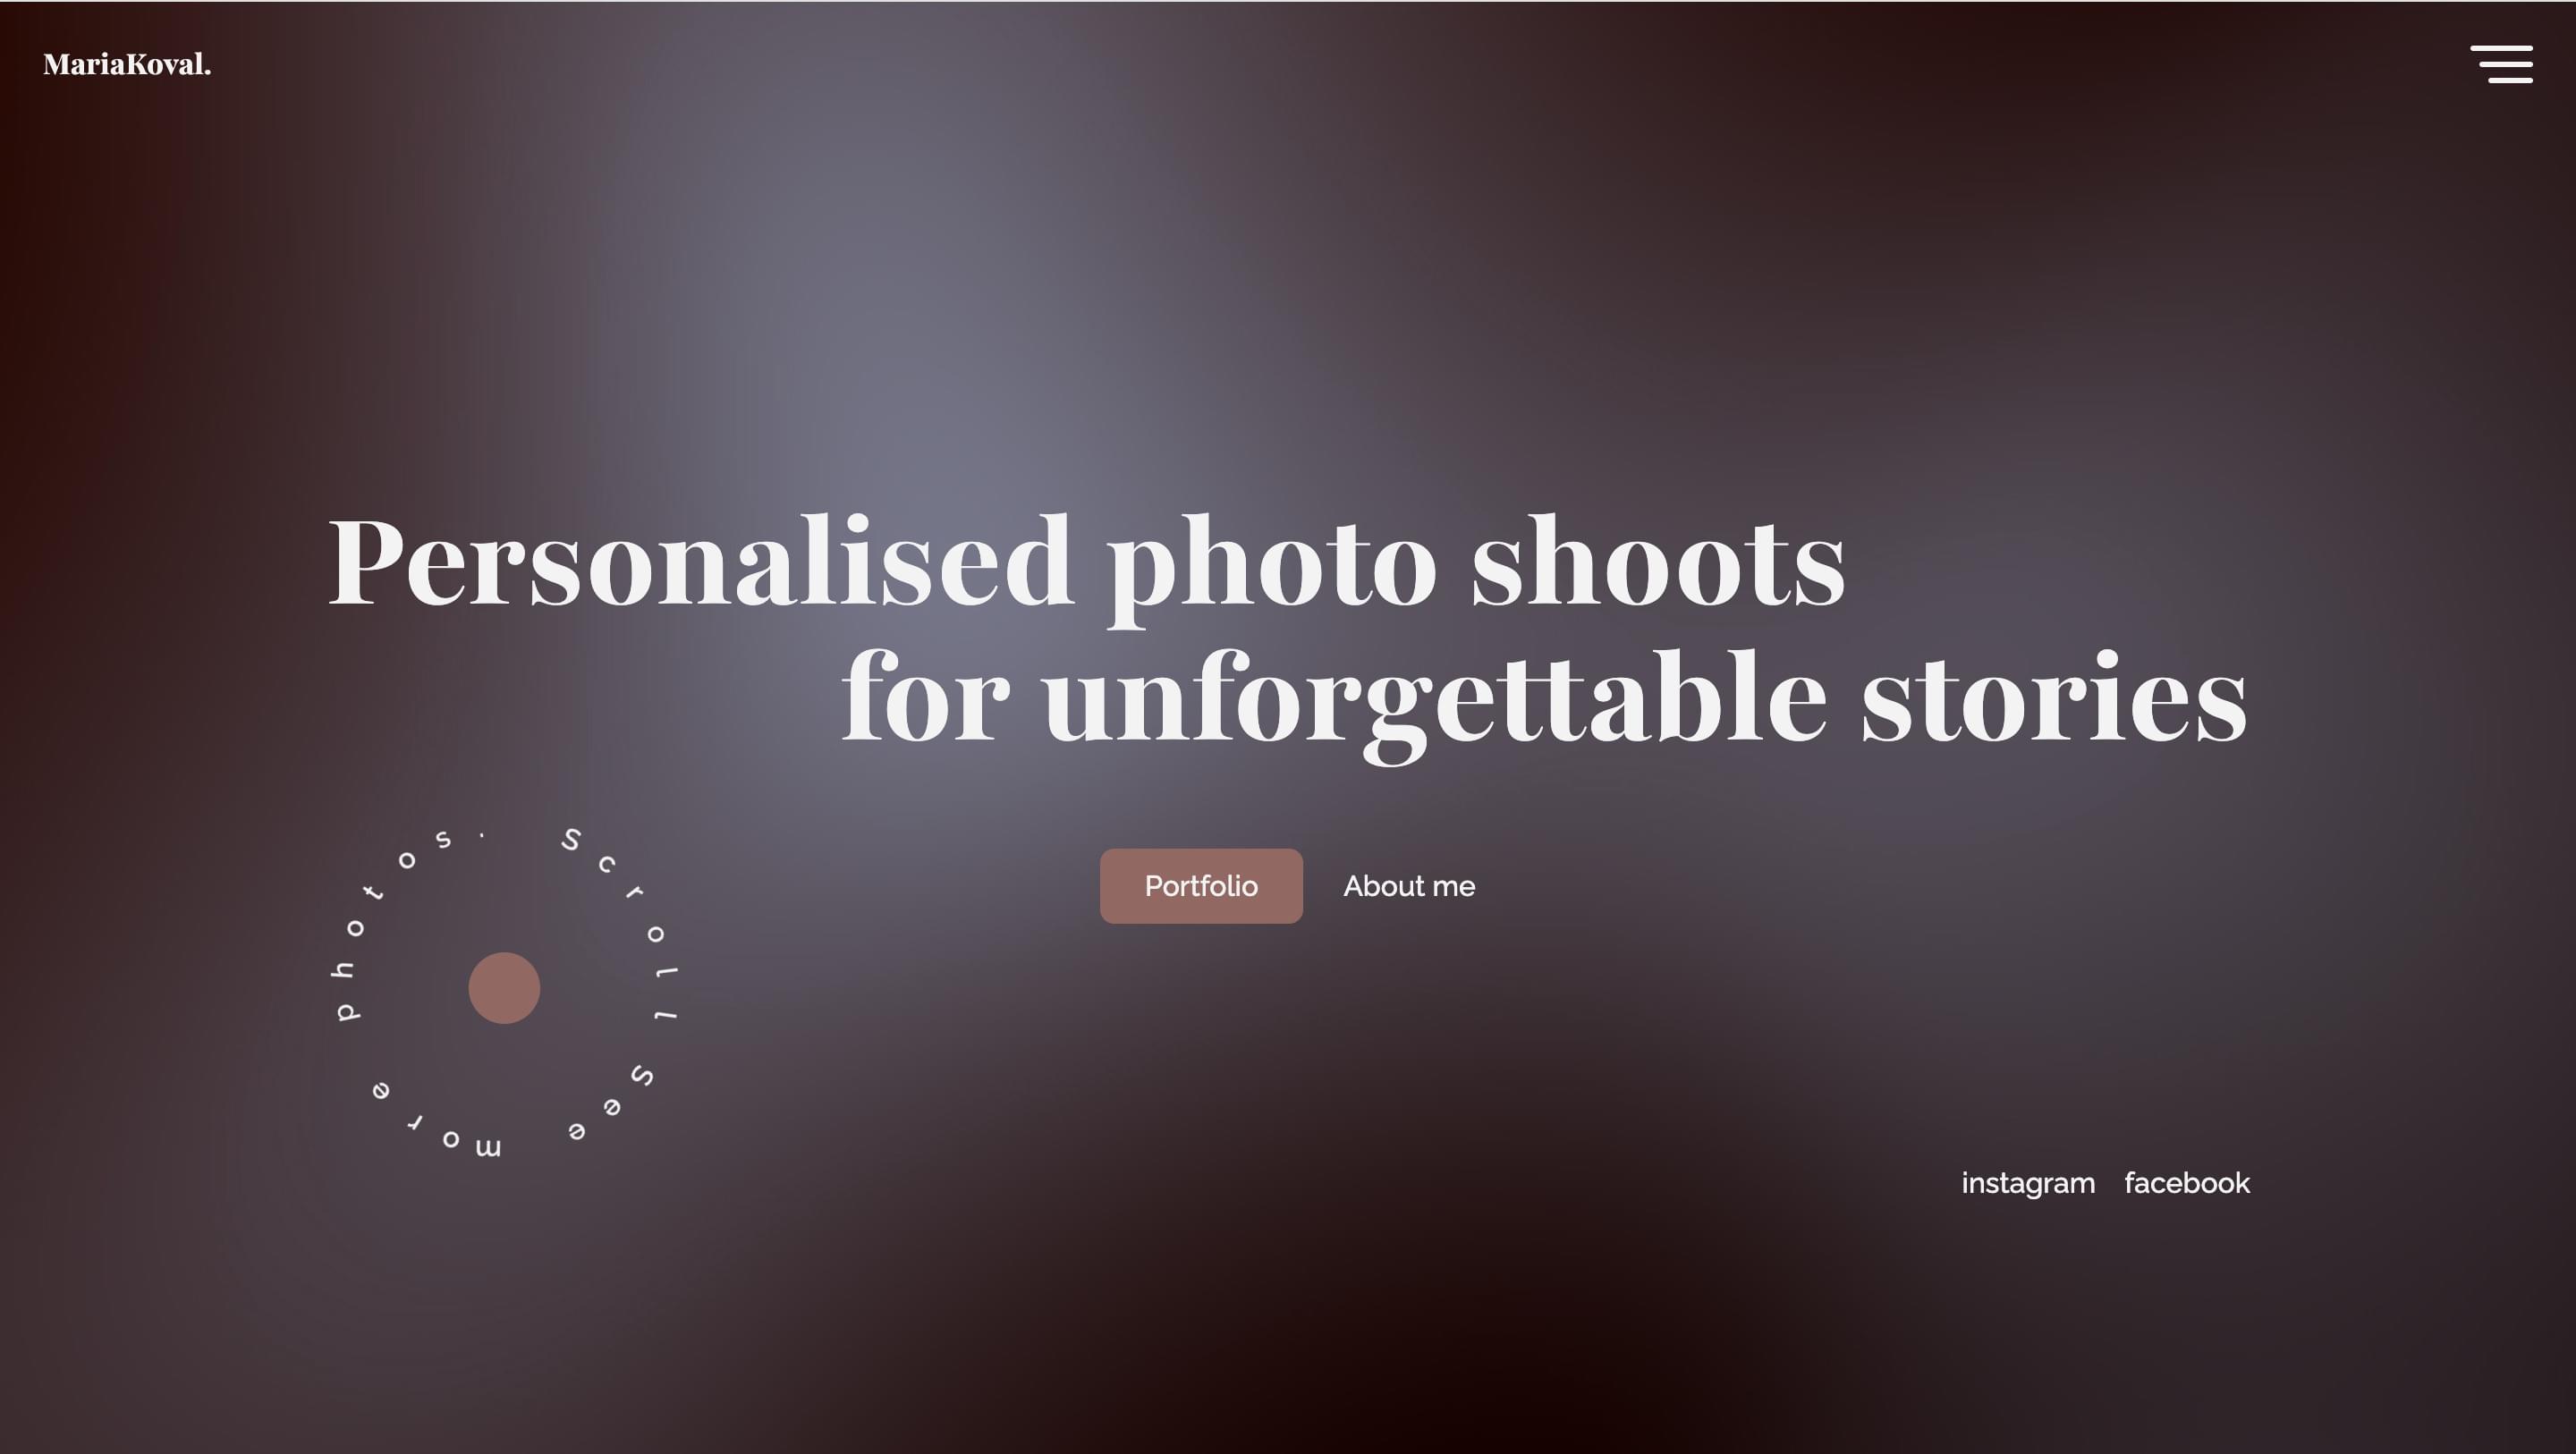 MariaKoval.
Personalised photo shoots
for unforgettable stories
Portfolio
About me
Scroll See more photos.
instagram facebook